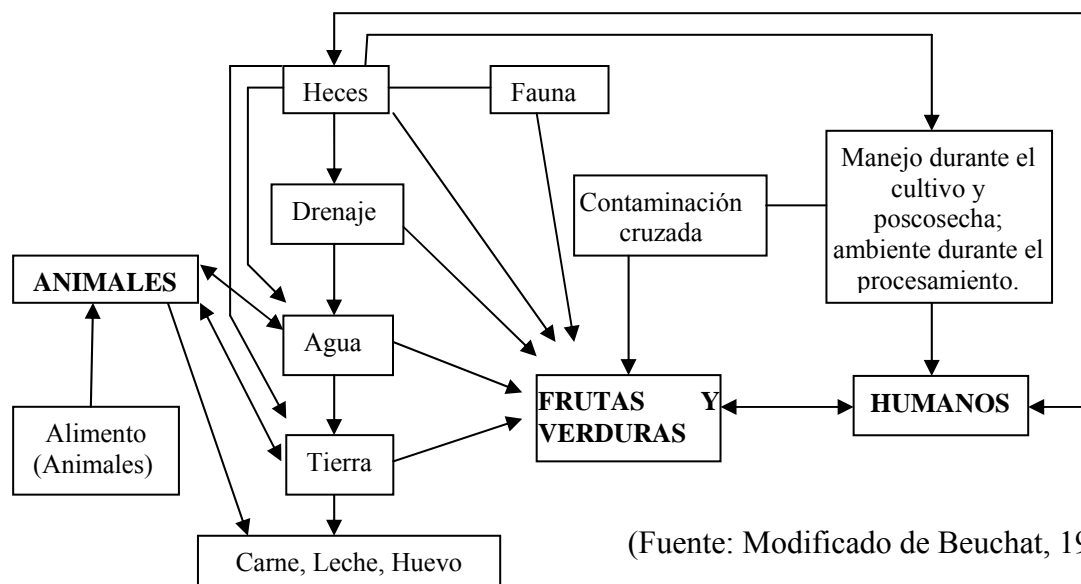 Heces
Fauna
Manejo durante el
cultivo y
poscosecha;
ambiente durante el
procesamiento.
Contaminación
cruzada
Drenaje
ANIMALES
Agua
FRUTAS Y
VERDURAS
HUMANOS
Alimento
(Animales)
Tierra
Carne, Leche, Huevo
(Fuente: Modificado de Beuchat, 19